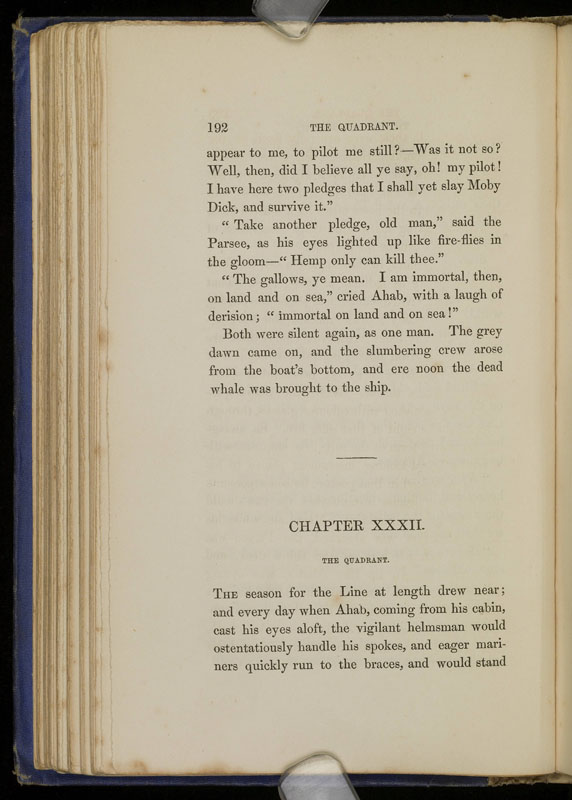 192 THE QUADRANT.
appear to me, to pilot me still?—Was it not so?
Well, then, did I believe all ye say, oh! my pilot!
I have here two pledges that I shall yet slay Moby
Dick, and survive it.”
“ Take another pledge, old man,” said the
Parsee, as his eyes lighted up like fire-flies in
the gloom—“ Hemp only can kill thee.”
“ The gallows, ye mean. I am immortal, then,
on land and on sea,” cried Ahab, with a laugh of
derision; “ immortal on land and on sea!”
Both were silent again, as one man. The grey
dawn came on, and the slumbering crew arose
from the boat’s bottom, and ere noon the dead
whale was brought to the ship.
CHAPTER XXXII.
THE QUADRANT.
THE season for the Line at length drew near;
and every day when Ahab, coming from his cabin,
cast his eyes aloft, the vigilant helmsman would
ostentatiously handle his spokes, and eager mari-
ners quickly run to the braces, and would stand